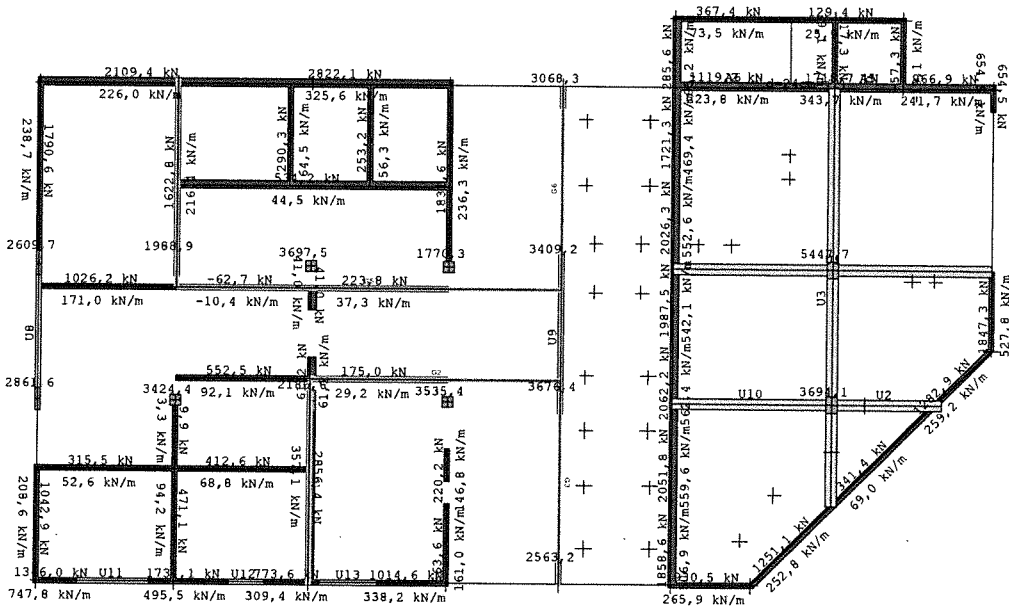 367,4 kN
129,4 kN
73,5 kN/m
285,6 kN
2109,4 kN
226,0 kN/m
2822,1 kN
325,6 kN/m
3068,3
343,7 kN/m
654,5 kN/m
238,7 kN/m
1790,6 kN
1622,8 kN
64,5 kN/m
253,2 kN
56,3 kN/m
236,3 kN/m
44,5 kN/m
1721,3 kN
469,4 kN/m
2026,3 kN
552,6 kN/m
G6
2609,7
1988,9
3697,5
1770,3
3409,2
5447,7
1026,2 kN
171,0 kN/m
-62,7 kN
-10,4 kN/m
223,8 kN
37,3 kN/m
U8
U9
U3
1987,5 kN
542,1 kN/m
1847,3 kN
527,8 kN/m
2861,6
552,5 kN
92,1 kN/m
175,0 kN
29,2 kN/m
G2
3424,4
3535,4
3676,4
2062,2 kN
562,4 kN/m
U10
3694,1
U2
1282,9 kN
259,2 kN/m
315,5 kN
52,6 kN/m
412,6 kN
68,8 kN/m
208,6 kN/m
1042,9 kN
94,2 kN/m
471,1 kN
2856,4 kN
220,2 kN
146,8 kN/m
2051,8 kN
559,6 kN/m
341,4 kN
69,0 kN/m
161,0 kN/m
2563,2
1858,6 kN
1251,1 kN
252,8 kN/m
U11
U12
773,6 kN
U13
1014,6 kN
747,8 kN/m
495,5 kN/m
309,4 kN/m
338,2 kN/m
265,9 kN/m